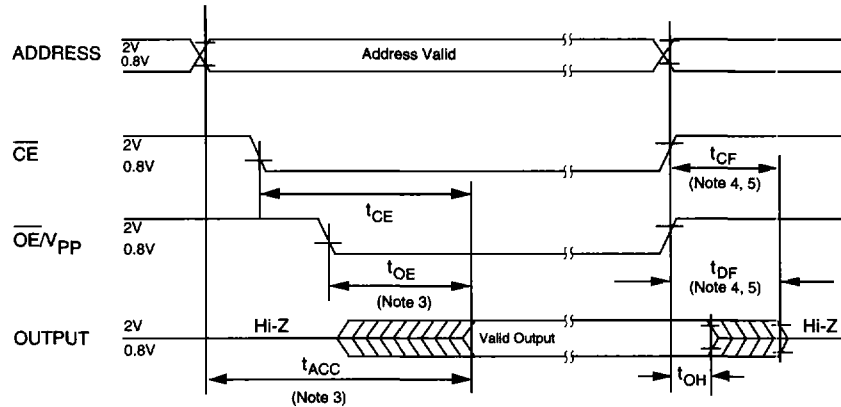 ADDRESS 2V 0.8V Address Valid
CE 2V 0.8V
tCF
(Note 4, 5)
tCE
OE/VPP 2V 0.8V
tOE
(Note 3)
tDF
(Note 4, 5)
OUTPUT 2V 0.8V Hi-Z Valid Output Hi-Z
tACC
(Note 3)
tOH